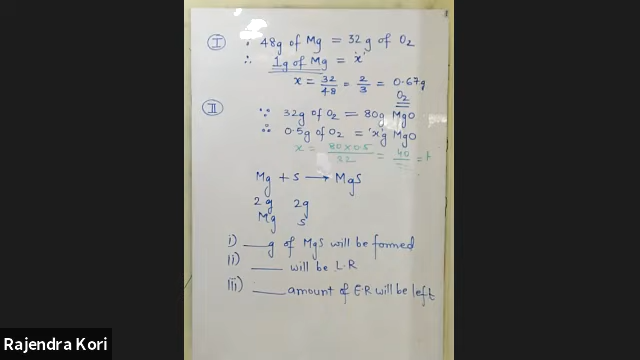 I ∵ 48g of Mg = 32g of O₂
∴ 1g of Mg = 'x'
x = 32/48 = 2/3 = 0.67g
O₂
II ∵ 32g of O₂ = 80g MgO
∴ 0.5g of O₂ = 'x'g MgO
x = 80×0.5/32 = 40/
Mg + S → MgS
2g 2g
Mg S
i) ___g of MgS will be formed
ii) ___ will be L.R
iii) ___ amount of E.R will be left
Rajendra Kori